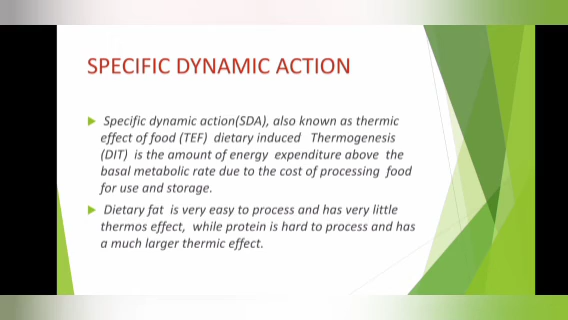 SPECIFIC DYNAMIC ACTION
Specific dynamic action(SDA), also known as thermic
effect of food (TEF) dietary induced Thermogenesis
(DIT) is the amount of energy expenditure above the
basal metabolic rate due to the cost of processing food
for use and storage.
Dietary fat is very easy to process and has very little
thermos effect, while protein is hard to process and has
a much larger thermic effect.